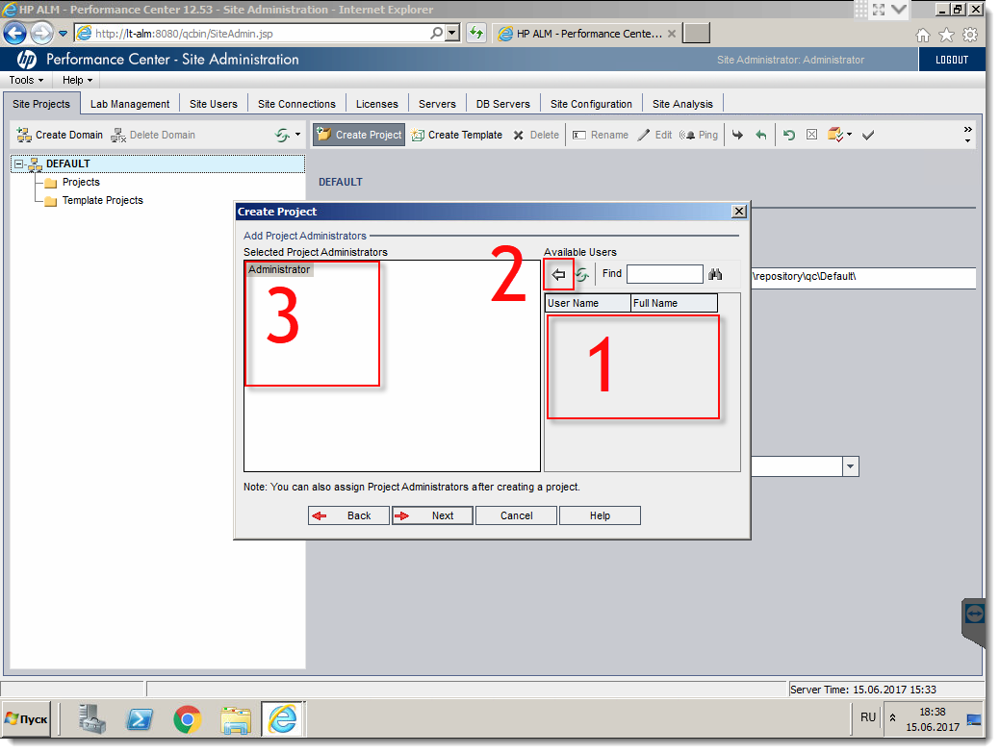 HP ALM - Performance Center 12.53 - Site Administration - Internet Explorer
http://lt-alm:8080/qcbin/SiteAdmin.jsp
HP ALM - Performance Cente...
hp
Performance Center - Site Administration
Site Administrator: Administrator
LOGOUT
Tools
Help
Site Projects
Lab Management
Site Users
Site Connections
Licenses
Servers
DB Servers
Site Configuration
Site Analysis
Create Domain
Delete Domain
Create Project
Create Template
Delete
Rename
Edit
Ping
DEFAULT
Projects
Template Projects
DEFAULT
\repository\qc\Default\
Create Project
Add Project Administrators
Selected Project Administrators
Available Users
Administrator
2
Find
User Name
Full Name
3
1
Note: You can also assign Project Administrators after creating a project.
Back
Next
Cancel
Help
Server Time: 15.06.2017 15:33
Пуск
RU
18:38
15.06.2017